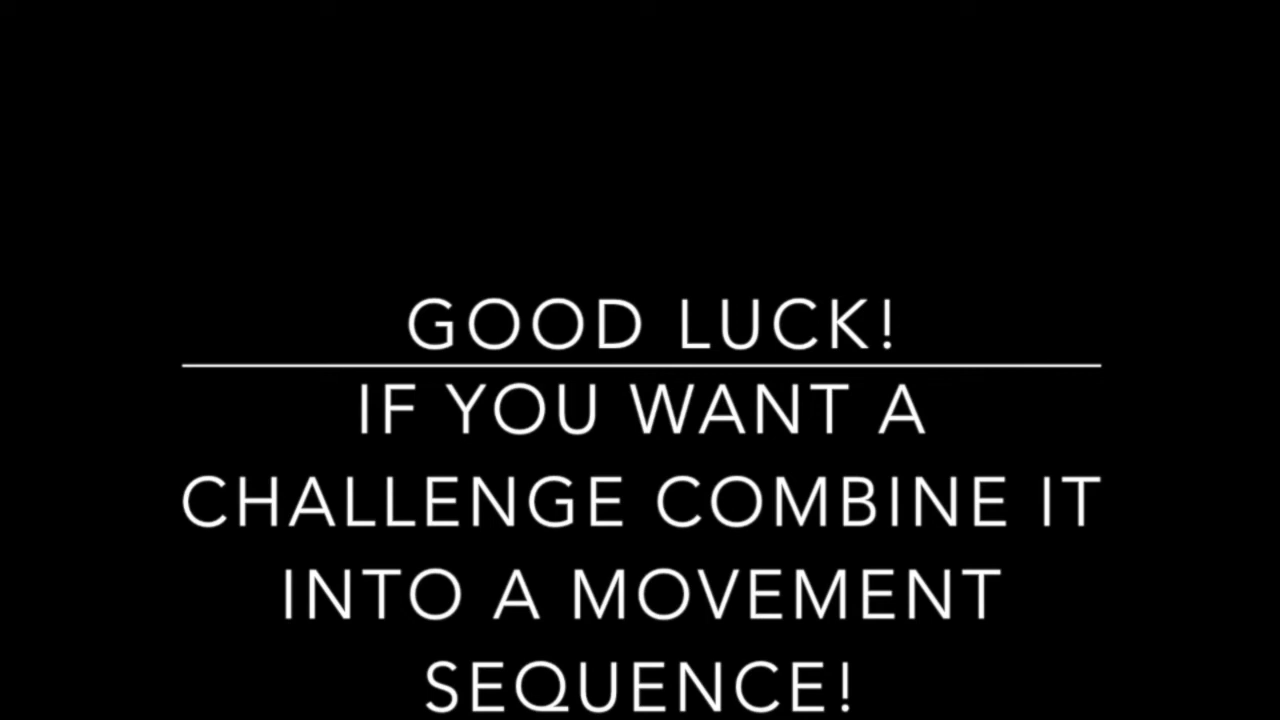 GOOD LUCK!
IF YOU WANT A
CHALLENGE COMBINE IT
INTO A MOVEMENT
SEQUENCE!